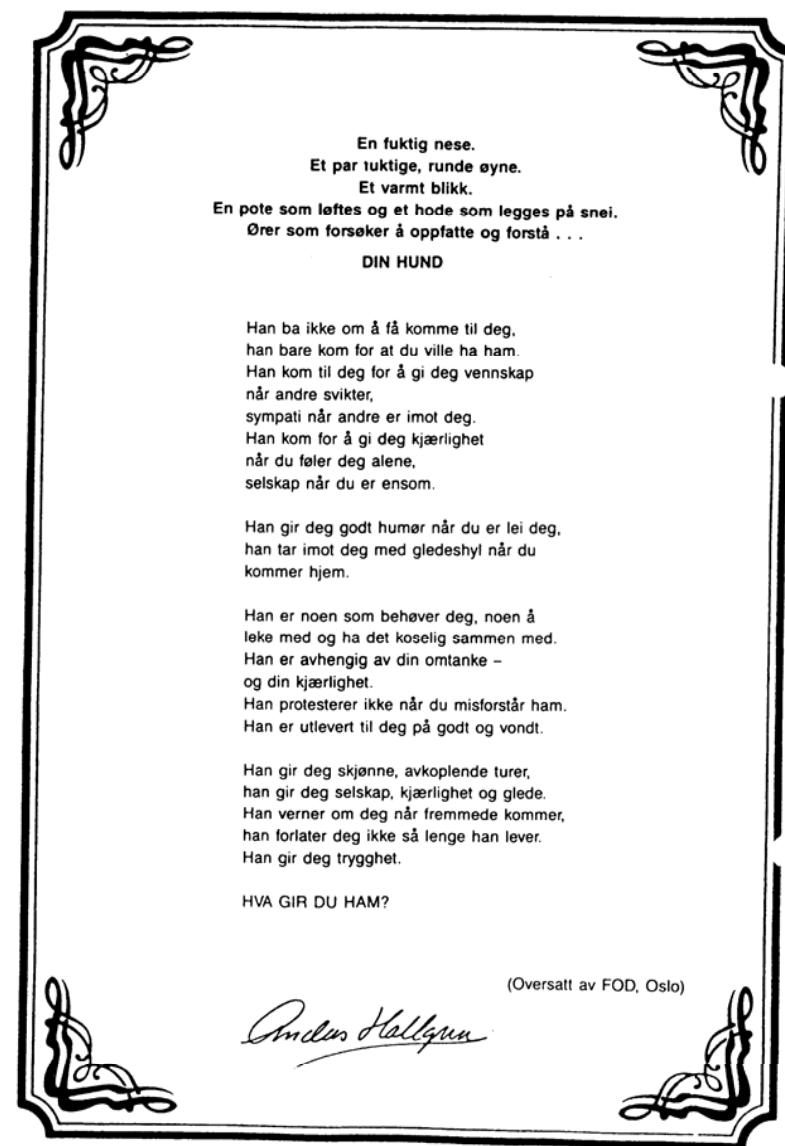 En fuktig nese.
Et par fuktige, runde øyne.
Et varmt blikk.
En pote som løftes og et hode som legges på snei.
Ører som forsøker å oppfatte og forstå . . .
DIN HUND
Han ba ikke om å få komme til deg,
han bare kom for at du ville ha ham.
Han kom til deg for å gi deg vennskap
når andre svikter,
sympati når andre er imot deg.
Han kom for å gi deg kjærlighet
når du føler deg alene,
selskap når du er ensom.
Han gir deg godt humør når du er lei deg,
han tar imot deg med gledeshyl når du
kommer hjem.
Han er noen som behøver deg, noen å
leke med og ha det koselig sammen med.
Han er avhengig av din omtanke –
og din kjærlighet.
Han protesterer ikke når du misforstår ham.
Han er utlevert til deg på godt og vondt.
Han gir deg skjønne, avkoplende turer,
han gir deg selskap, kjærlighet og glede.
Han verner om deg når fremmede kommer,
han forlater deg ikke så lenge han lever.
Han gir deg trygghet.
HVA GIR DU HAM?
(Oversatt av FOD, Oslo)
Anders Hallgren